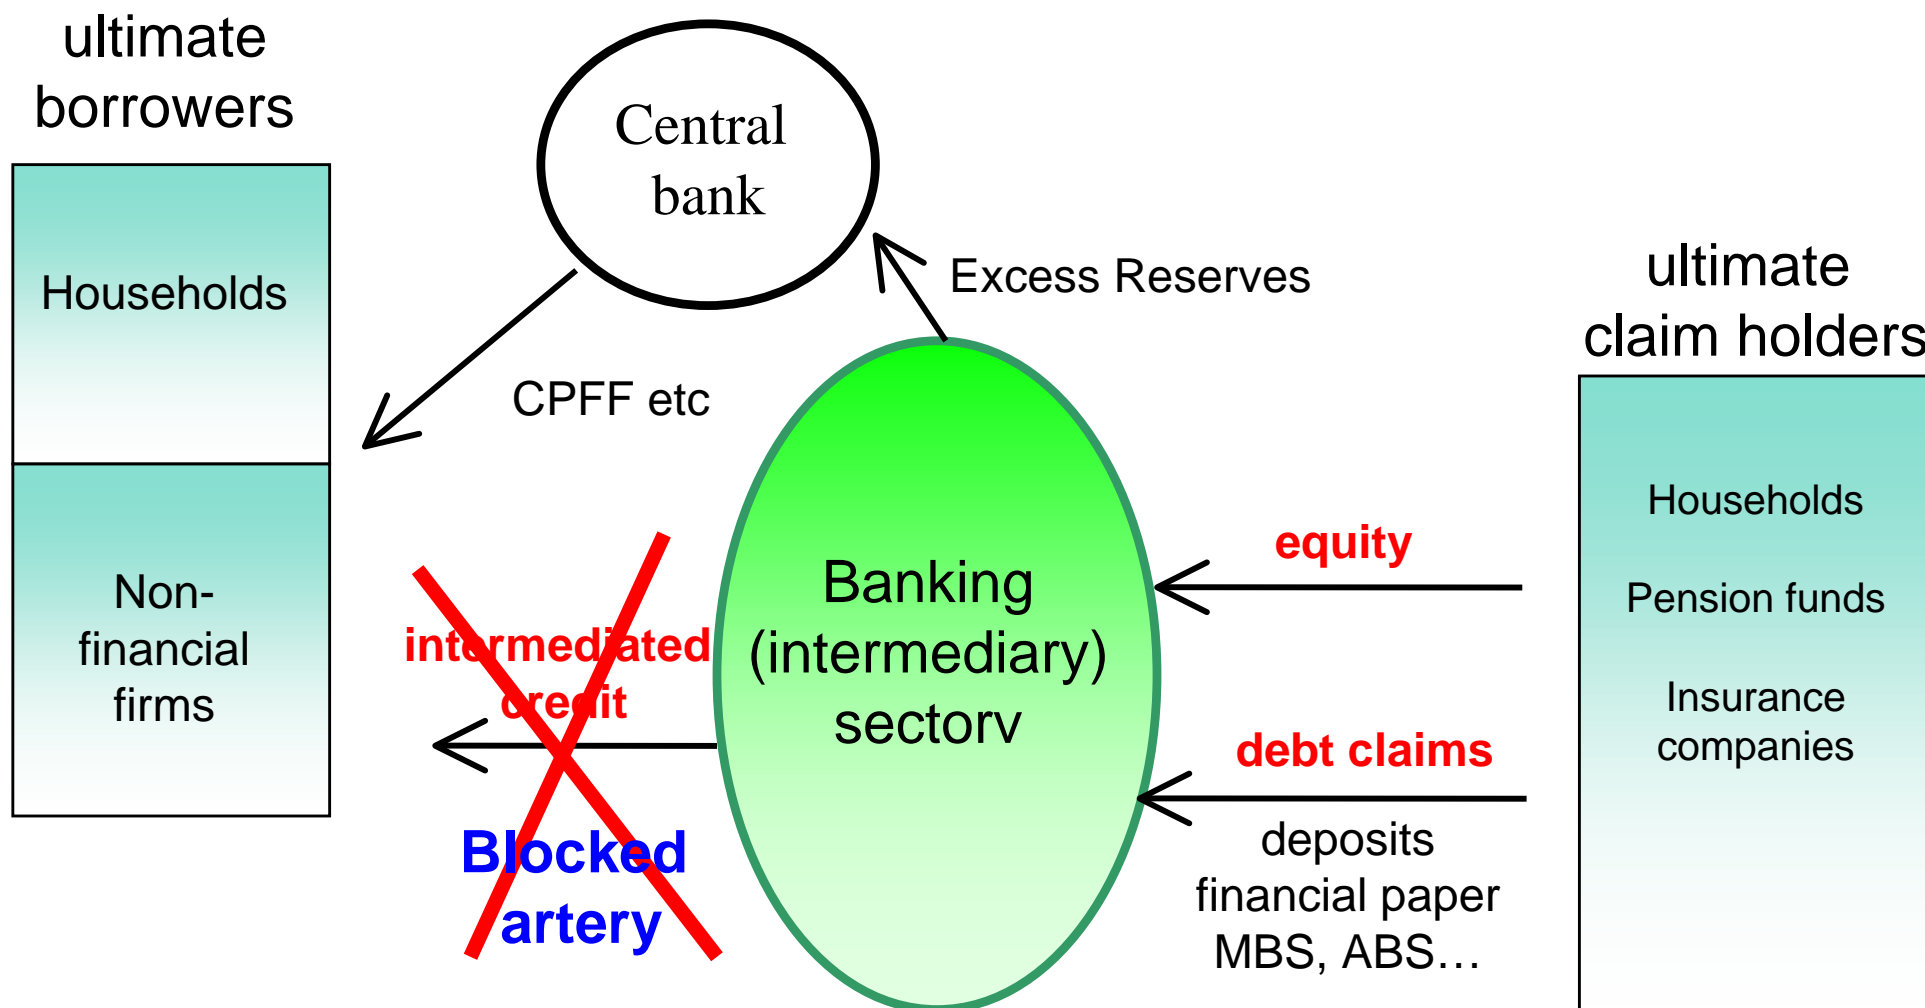 ultimate
borrowers
Households
Non-
financial
firms
Central
bank
Excess Reserves
CPFF etc
intermediated
credit
Blocked
artery
Banking
(intermediary)
sectorv
equity
debt claims
deposits
financial paper
MBS, ABS…
ultimate
claim holders
Households
Pension funds
Insurance
companies